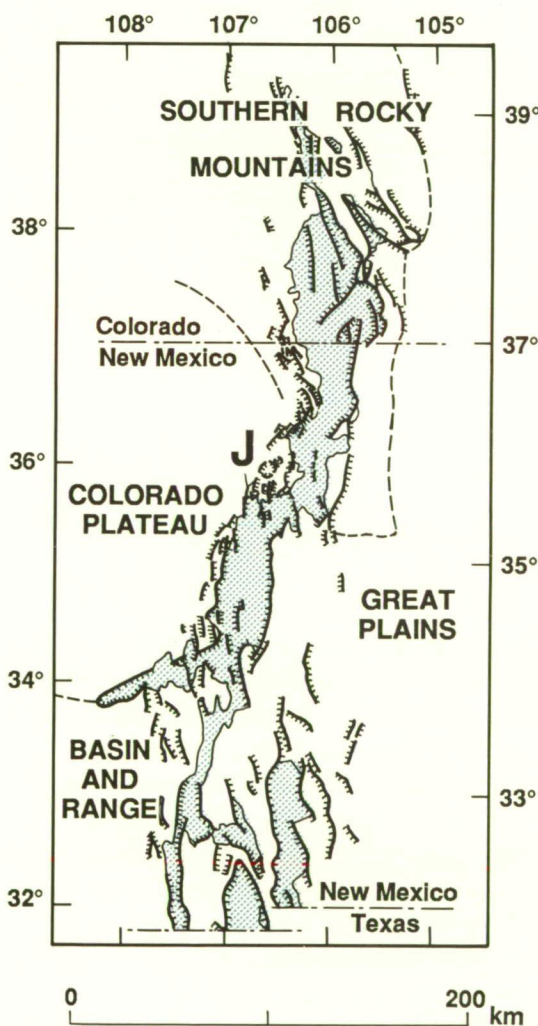 108° 107° 106° 105°
SOUTHERN ROCKY
MOUNTAINS
39°
38°
Colorado
New Mexico
37°
J
36°
COLORADO
PLATEAU
35°
GREAT
PLAINS
34°
BASIN
AND
RANGE
33°
32°
New Mexico
Texas
0 200
km